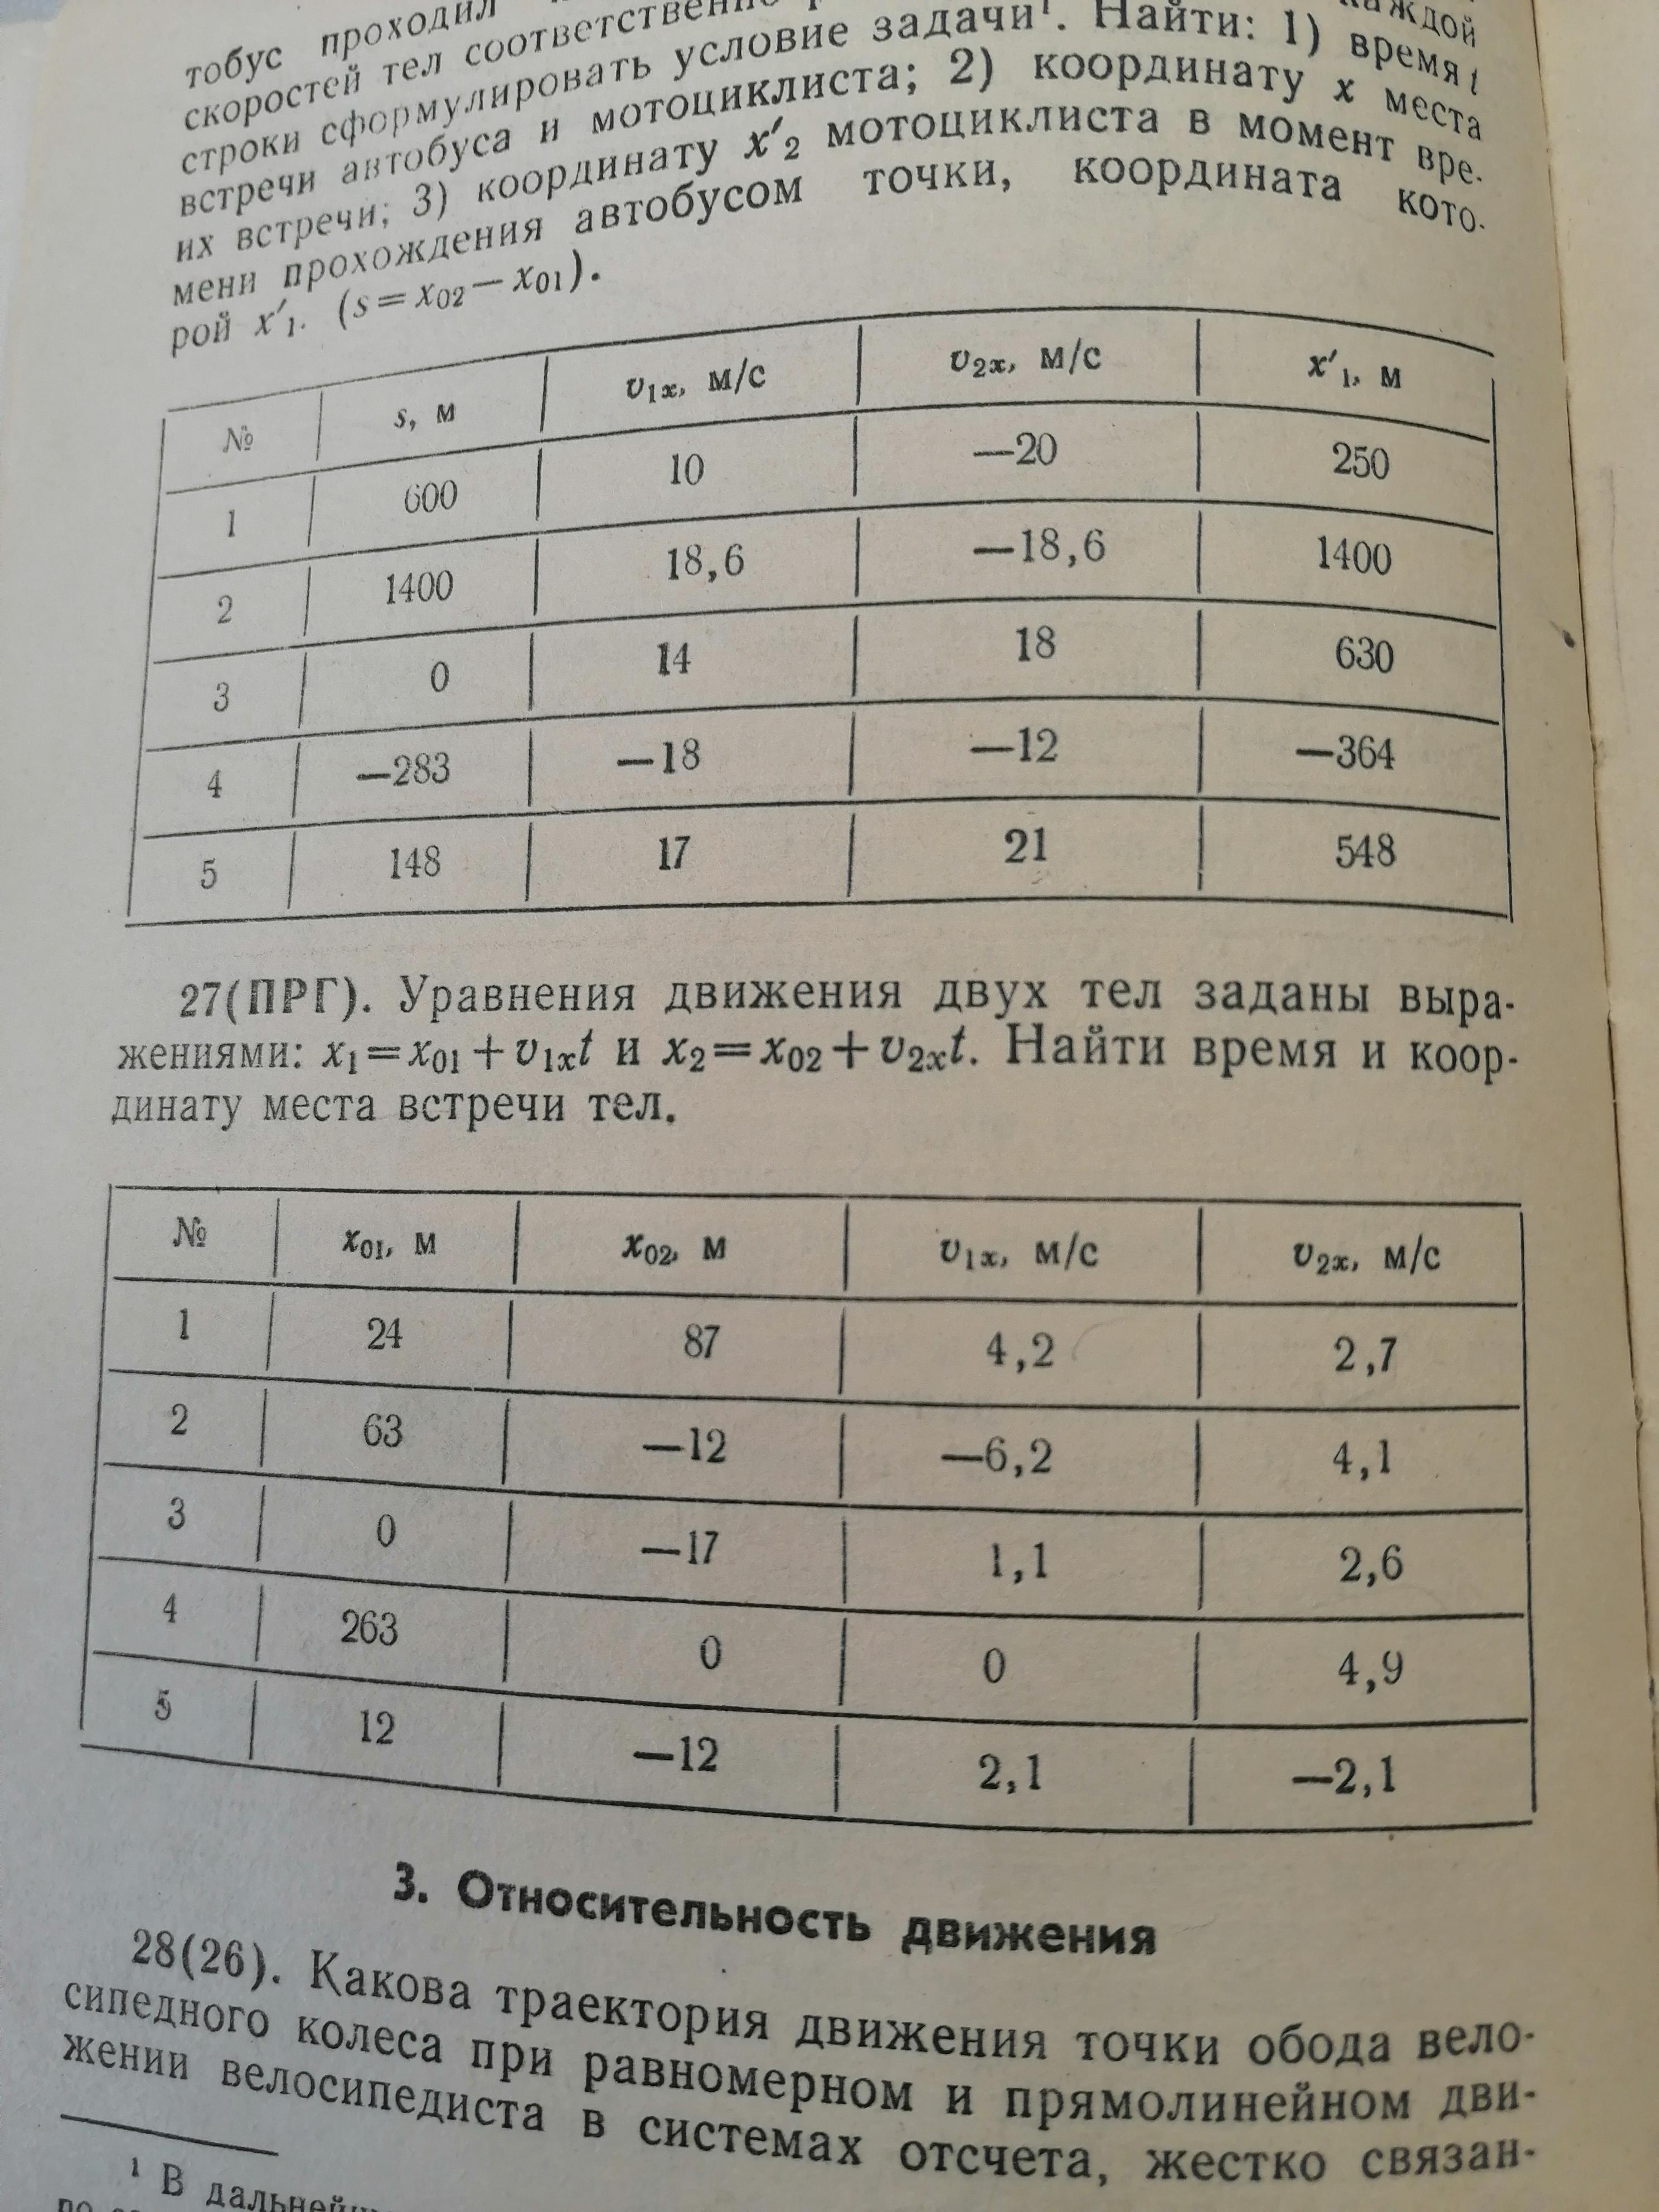 тобус проходил
каждой
скоростей тел соответственно
строки сформулировать условие задачи¹. Найти: 1) время t
встречи автобуса и мотоциклиста; 2) координату x места
их встречи; 3) координату x′₂ мотоциклиста в момент вре-
мени прохождения автобусом точки, координата кото-
рой x′₁. (s=x₀₂—x₀₁).
№ s, м υ₁ₓ, м/с υ₂ₓ, м/с x′₁, м
1 600 10 —20 250
2 1400 18,6 —18,6 1400
3 0 14 18 630
4 —283 —18 —12 —364
5 148 17 21 548
27(ПРГ). Уравнения движения двух тел заданы выра-
жениями: x₁=x₀₁+υ₁ₓt и x₂=x₀₂+υ₂ₓt. Найти время и коор-
динату места встречи тел.
№ x₀₁, м x₀₂, м υ₁ₓ, м/с υ₂ₓ, м/с
1 24 87 4,2 2,7
2 63 —12 —6,2 4,1
3 0 —17 1,1 2,6
4 263 0 0 4,9
5 12 —12 2,1 —2,1
3. Относительность движения
28(26). Какова траектория движения точки обода вело-
сипедного колеса при равномерном и прямолинейном дви-
жении велосипедиста в системах отсчета, жестко связан-
¹ В